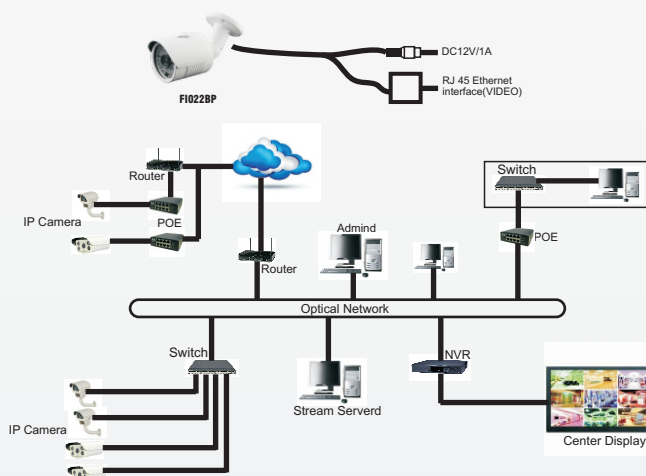 DC12V/1A
RJ 45 Ethernet
interface(VIDEO)
FI022BP
Router
Switch
POE
IP Camera
Admind
POE
Router
Optical Network
Switch
NVR
Stream Serverd
IP Camera
Center Display